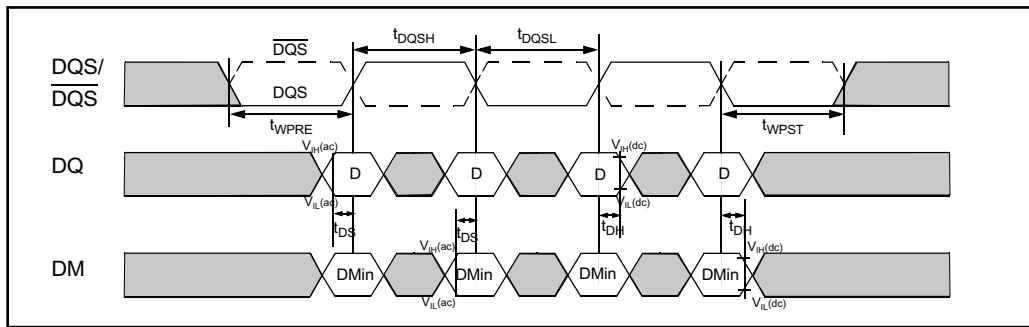 DQS/
DQS
DQS
DQS
tDQSH
tDQSL
tWPRE
tWPST
DQ
VIH(ac)
VIL(ac)
D
D
D
D
VIH(dc)
VIL(dc)
tDS
tDS
tDH
tDH
DM
VIH(ac)
VIL(ac)
DMin
DMin
DMin
DMin
VIH(dc)
VIL(dc)